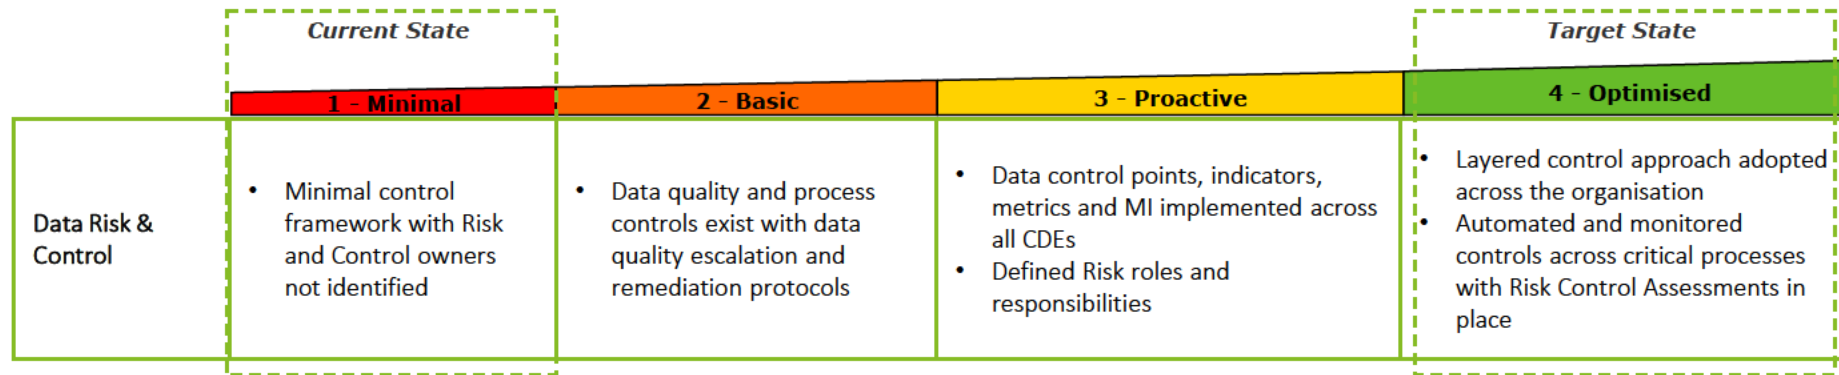 Current State
Target State
1 - Minimal
2 - Basic
3 - Proactive
4 - Optimised
Data Risk &
Control
• Minimal control
framework with Risk
and Control owners
not identified
• Data quality and process
controls exist with data
quality escalation and
remediation protocols
• Data control points, indicators,
metrics and MI implemented across
all CDEs
• Defined Risk roles and
responsibilities
• Layered control approach adopted
across the organisation
• Automated and monitored
controls across critical processes
with Risk Control Assessments in
place